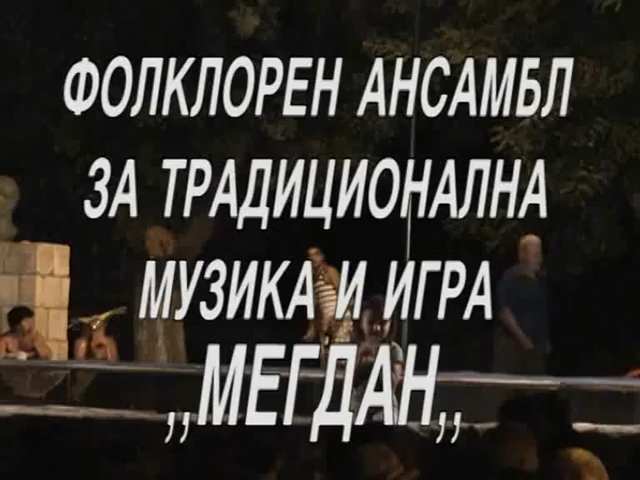 ФОЛКЛОРЕН АНСАМБЛ
ЗА ТРАДИЦИОНАЛНА
МУЗИКА И ИГРА
,,МЕГДАН,,